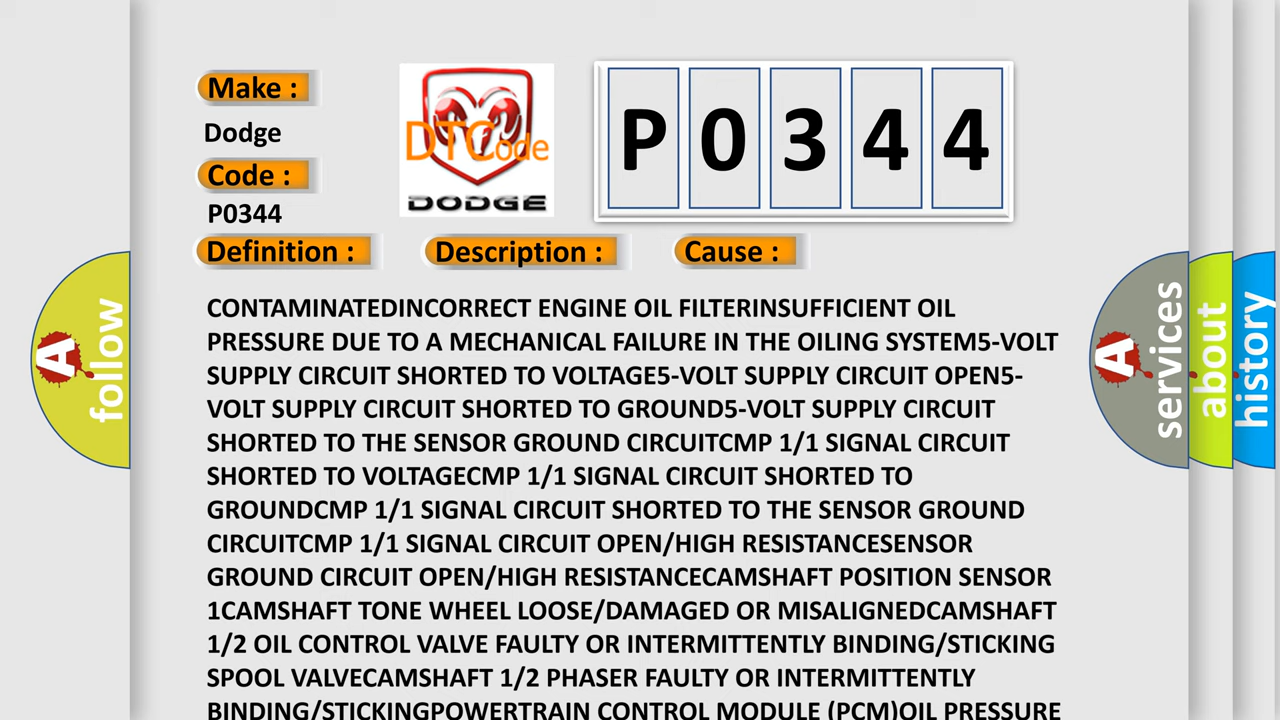 Make :
Dodge
Code :
P0344
DTCode
DODGE
P0344
Definition :
Description :
Cause :
CONTAMINATEDINCORRECT ENGINE OIL FILTERINSUFFICIENT OIL
PRESSURE DUE TO A MECHANICAL FAILURE IN THE OILING SYSTEM5-VOLT
SUPPLY CIRCUIT SHORTED TO VOLTAGE5-VOLT SUPPLY CIRCUIT OPEN5-
VOLT SUPPLY CIRCUIT SHORTED TO GROUND5-VOLT SUPPLY CIRCUIT
SHORTED TO THE SENSOR GROUND CIRCUITCMP 1/1 SIGNAL CIRCUIT
SHORTED TO VOLTAGECMP 1/1 SIGNAL CIRCUIT SHORTED TO
GROUNDCMP 1/1 SIGNAL CIRCUIT SHORTED TO THE SENSOR GROUND
CIRCUITCMP 1/1 SIGNAL CIRCUIT OPEN/HIGH RESISTANCESENSOR
GROUND CIRCUIT OPEN/HIGH RESISTANCECAMSHAFT POSITION SENSOR
1CAMSHAFT TONE WHEEL LOOSE/DAMAGED OR MISALIGNEDCAMSHAFT
1/2 OIL CONTROL VALVE FAULTY OR INTERMITTENTLY BINDING/STICKING
SPOOL VALVECAMSHAFT 1/2 PHASER FAULTY OR INTERMITTENTLY
BINDING/STICKINGPOWERTRAIN CONTROL MODULE (PCM)OIL PRESSURE
A follow
A services
about
history